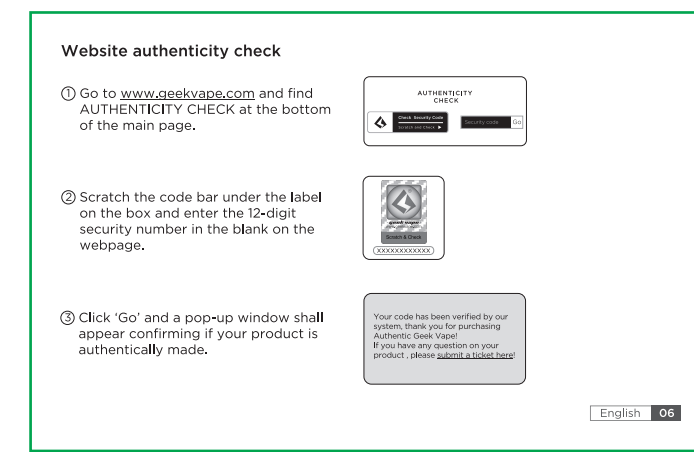 Website authenticity check
① Go to www.geekvape.com and find
AUTHENTICITY CHECK at the bottom
of the main page.
AUTHENTICITY
CHECK
Check Security Code
Scratch and Check ▶
Security code
Go
② Scratch the code bar under the label
on the box and enter the 12-digit
security number in the blank on the
webpage.
geek vape
Scratch & Check
XXXXXXXXXXXX
③ Click ‘Go’ and a pop-up window shall
appear confirming if your product is
authentically made.
Your code has been verified by our
system, thank you for purchasing
Authentic Geek Vape!
If you have any question on your
product , please submit a ticket here!
English 06